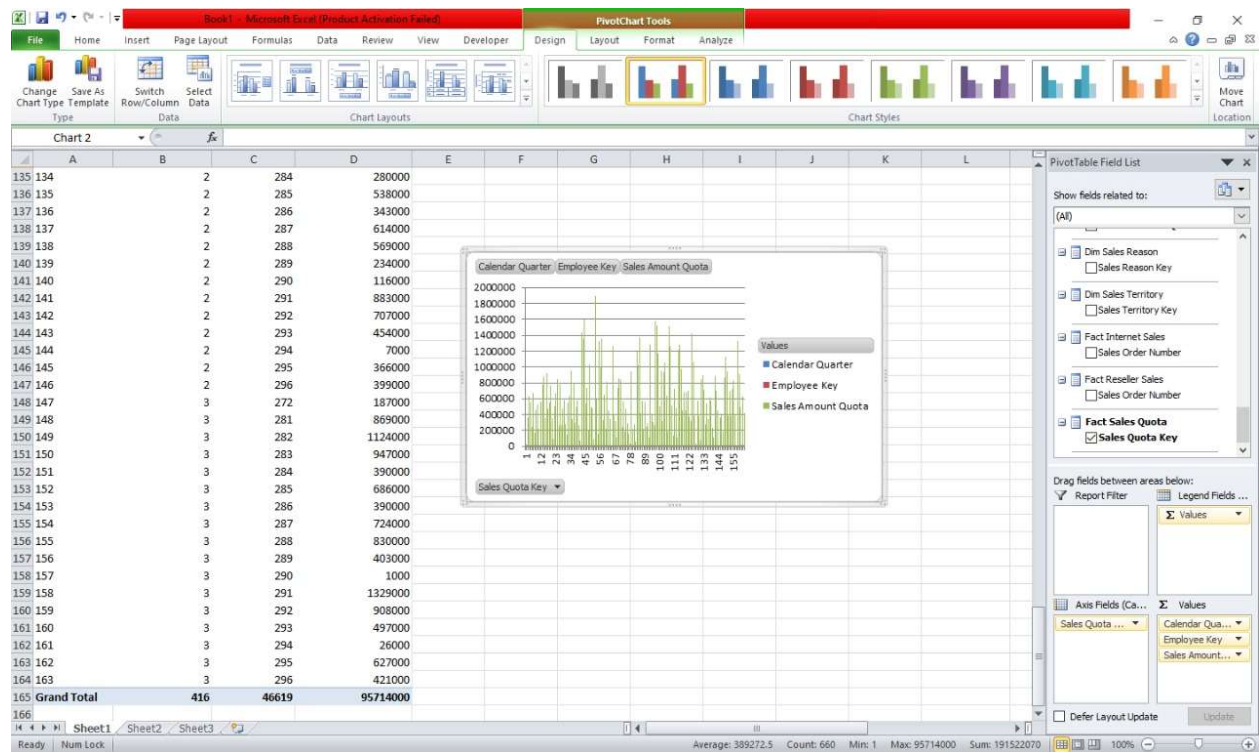 Book1 - Microsoft Excel (Product Activation Failed) PivotChart Tools
File Home Insert Page Layout Formulas Data Review View Developer Design Layout Format Analyze
Change Chart Type Save As Template Switch Row/Column Select Data Move Chart
Type Data Chart Layouts Chart Styles Location
Chart 2 fx
A B C D E F G H I J K L
135 134 2 284 280000
136 135 2 285 538000
137 136 2 286 343000
138 137 2 287 614000
139 138 2 288 569000
140 139 2 289 234000
141 140 2 290 116000
142 141 2 291 883000
143 142 2 292 707000
144 143 2 293 454000
145 144 2 294 7000
146 145 2 295 366000
147 146 2 296 399000
148 147 3 272 187000
149 148 3 281 869000
150 149 3 282 1124000
151 150 3 283 947000
152 151 3 284 390000
153 152 3 285 686000
154 153 3 286 390000
155 154 3 287 724000
156 155 3 288 830000
157 156 3 289 403000
158 157 3 290 1000
159 158 3 291 1329000
160 159 3 292 908000
161 160 3 293 497000
162 161 3 294 26000
163 162 3 295 627000
164 163 3 296 421000
165 Grand Total 416 46619 95714000
166
Calendar Quarter Employee Key Sales Amount Quota
2000000
1800000
1600000
1400000
1200000
1000000
800000
600000
400000
200000
0
1 12 23 34 45 56 67 78 89 100 111 122 133 144 155
Values
Calendar Quarter
Employee Key
Sales Amount Quota
Sales Quota Key
PivotTable Field List
Show fields related to:
(All)
Dim Sales Reason
Sales Reason Key
Dim Sales Territory
Sales Territory Key
Fact Internet Sales
Sales Order Number
Fact Reseller Sales
Sales Order Number
Fact Sales Quota
Sales Quota Key
Drag fields between areas below:
Report Filter Legend Fields ...
Σ Values
Axis Fields (Ca... Σ Values
Sales Quota ... Calendar Qua...
Employee Key
Sales Amount...
Defer Layout Update Update
Sheet1 Sheet2 Sheet3
Ready Num Lock Average: 389272.5 Count: 660 Min: 1 Max: 95714000 Sum: 191522070 100%